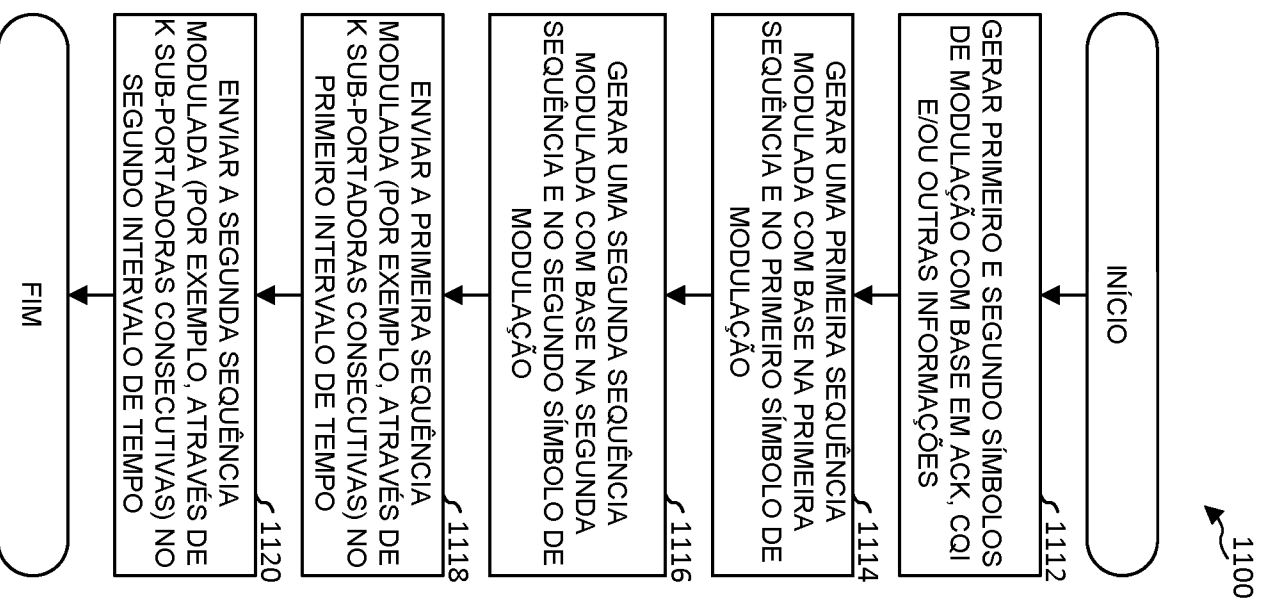 1100
INÍCIO
GERAR PRIMEIRO E SEGUNDO SÍMBOLOS
DE MODULAÇÃO COM BASE EM ACK, CQI
E/OU OUTRAS INFORMAÇÕES
1112
GERAR UMA PRIMEIRA SEQUÊNCIA
MODULADA COM BASE NA PRIMEIRA
SEQUÊNCIA E NO PRIMEIRO SÍMBOLO DE
MODULAÇÃO
1114
GERAR UMA SEGUNDA SEQUÊNCIA
MODULADA COM BASE NA SEGUNDA
SEQUÊNCIA E NO SEGUNDO SÍMBOLO DE
MODULAÇÃO
1116
ENVIAR A PRIMEIRA SEQUÊNCIA
MODULADA (POR EXEMPLO, ATRAVÉS DE
K SUB-PORTADORAS CONSECUTIVAS) NO
PRIMEIRO INTERVALO DE TEMPO
1118
ENVIAR A SEGUNDA SEQUÊNCIA
MODULADA (POR EXEMPLO, ATRAVÉS DE
K SUB-PORTADORAS CONSECUTIVAS) NO
SEGUNDO INTERVALO DE TEMPO
1120
FIM